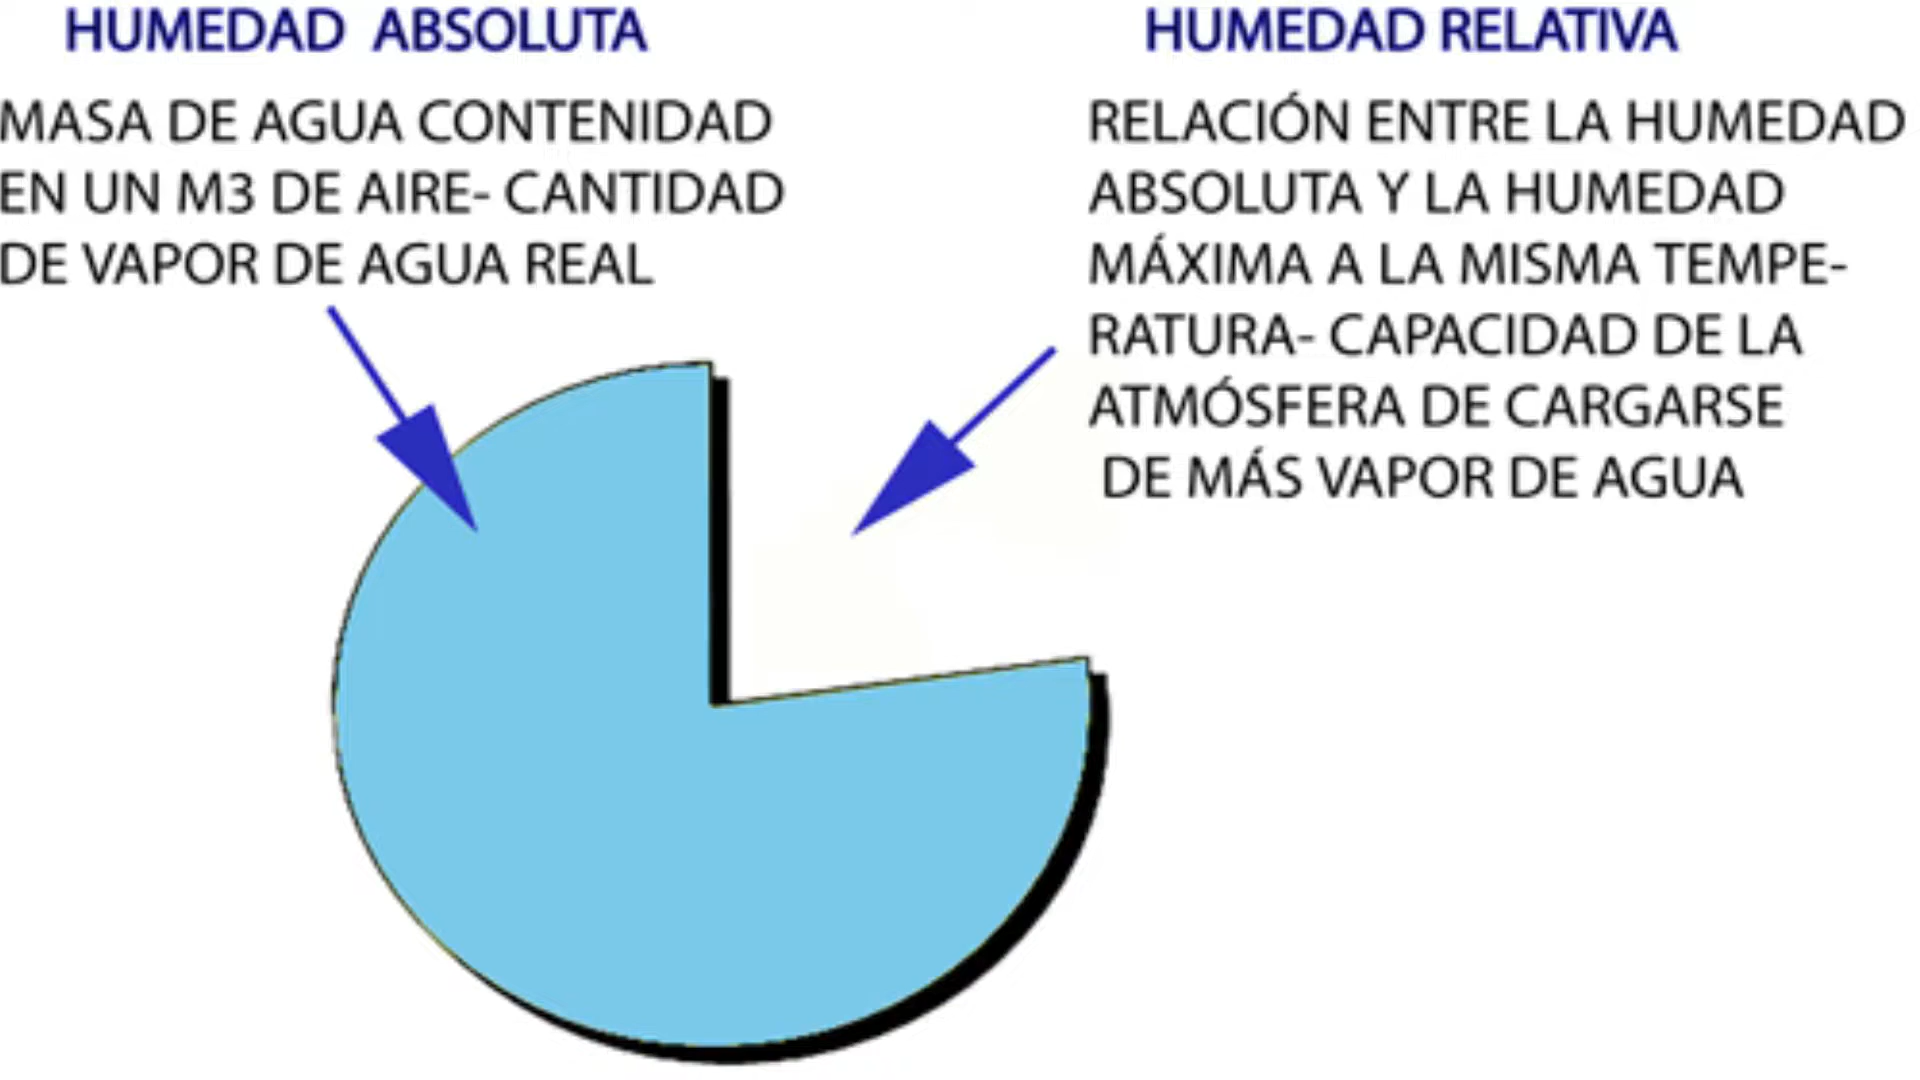 HUMEDAD ABSOLUTA
MASA DE AGUA CONTENIDAD
EN UN M3 DE AIRE- CANTIDAD
DE VAPOR DE AGUA REAL
HUMEDAD RELATIVA
RELACIÓN ENTRE LA HUMEDAD
ABSOLUTA Y LA HUMEDAD
MÁXIMA A LA MISMA TEMPE-
RATURA- CAPACIDAD DE LA
ATMÓSFERA DE CARGARSE
DE MÁS VAPOR DE AGUA